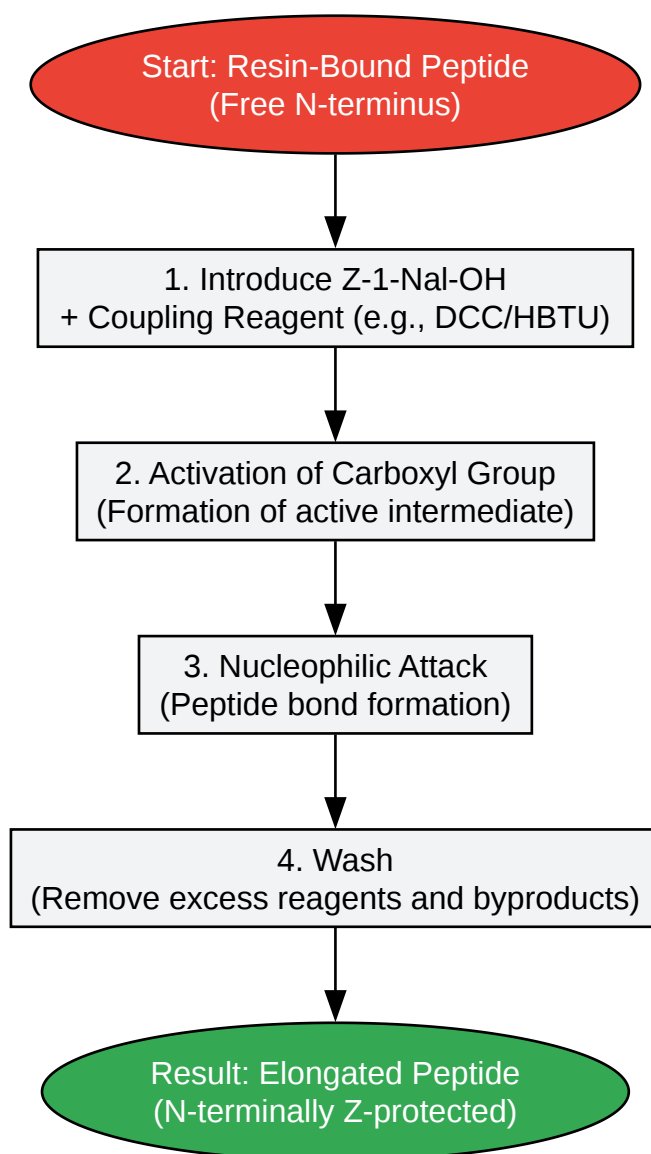 Start: Resin-Bound Peptide
(Free N-terminus)
1. Introduce Z-1-Nal-OH
+ Coupling Reagent (e.g., DCC/HBTU)
2. Activation of Carboxyl Group
(Formation of active intermediate)
3. Nucleophilic Attack
(Peptide bond formation)
4. Wash
(Remove excess reagents and byproducts)
Result: Elongated Peptide
(N-terminally Z-protected)